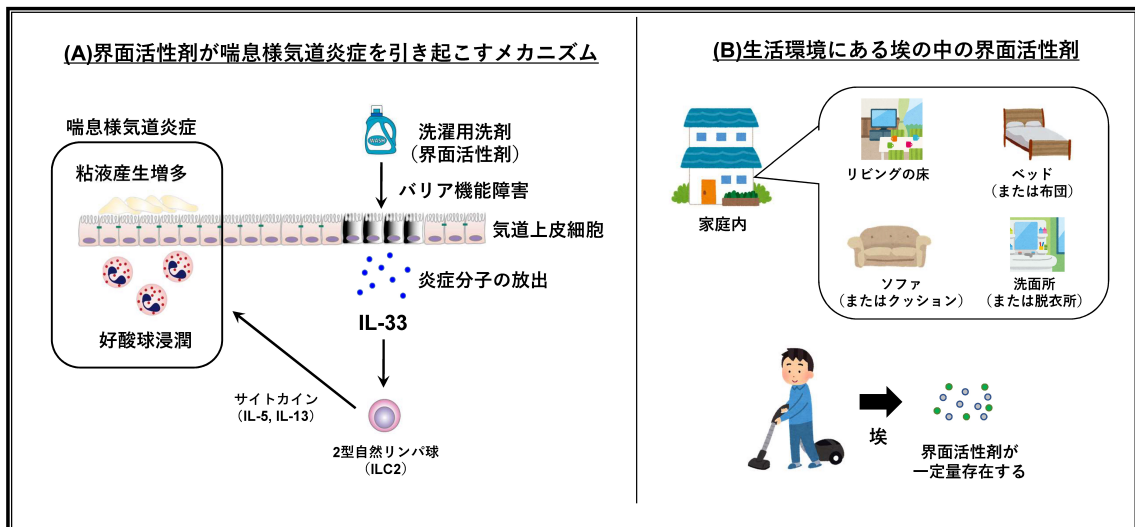 (A)界面活性剤が喘息様気道炎症を引き起こすメカニズム
喘息様気道炎症
粘液産生増多
好酸球浸潤
洗濯用洗剤
（界面活性剤）
バリア機能障害
気道上皮細胞
炎症分子の放出
IL-33
サイトカイン
（IL-5, IL-13）
2型自然リンパ球
（ILC2）
(B)生活環境にある埃の中の界面活性剤
家庭内
リビングの床
ベッド
（または布団）
ソファ
（またはクッション）
洗面所
（または脱衣所）
埃
界面活性剤が
一定量存在する